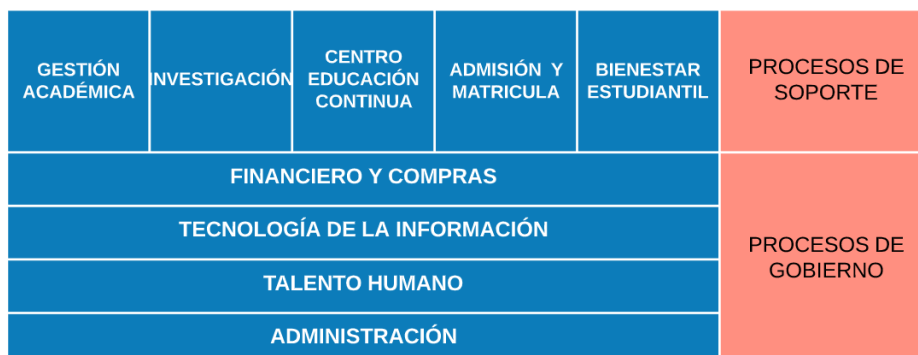 GESTIÓN
ACADÉMICA
INVESTIGACIÓN
CENTRO
EDUCACIÓN
CONTINUA
ADMISIÓN Y
MATRICULA
BIENESTAR
ESTUDIANTIL
PROCESOS DE
SOPORTE
FINANCIERO Y COMPRAS
TECNOLOGÍA DE LA INFORMACIÓN
TALENTO HUMANO
ADMINISTRACIÓN
PROCESOS DE
GOBIERNO